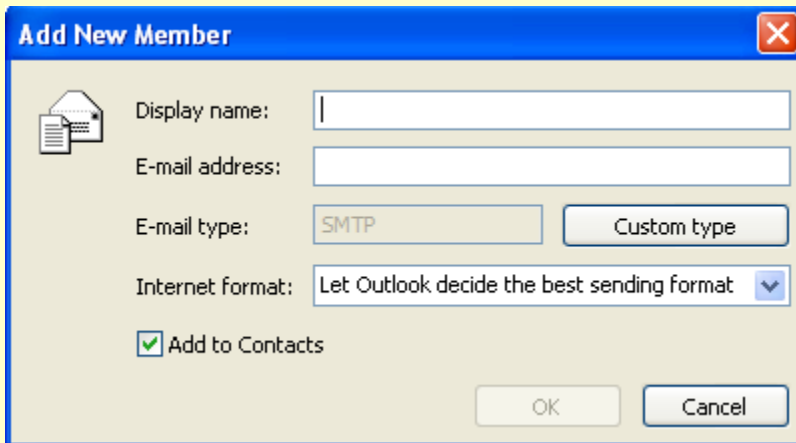 Add New Member
Display name:
E-mail address:
E-mail type: SMTP Custom type
Internet format: Let Outlook decide the best sending format
Add to Contacts
OK Cancel